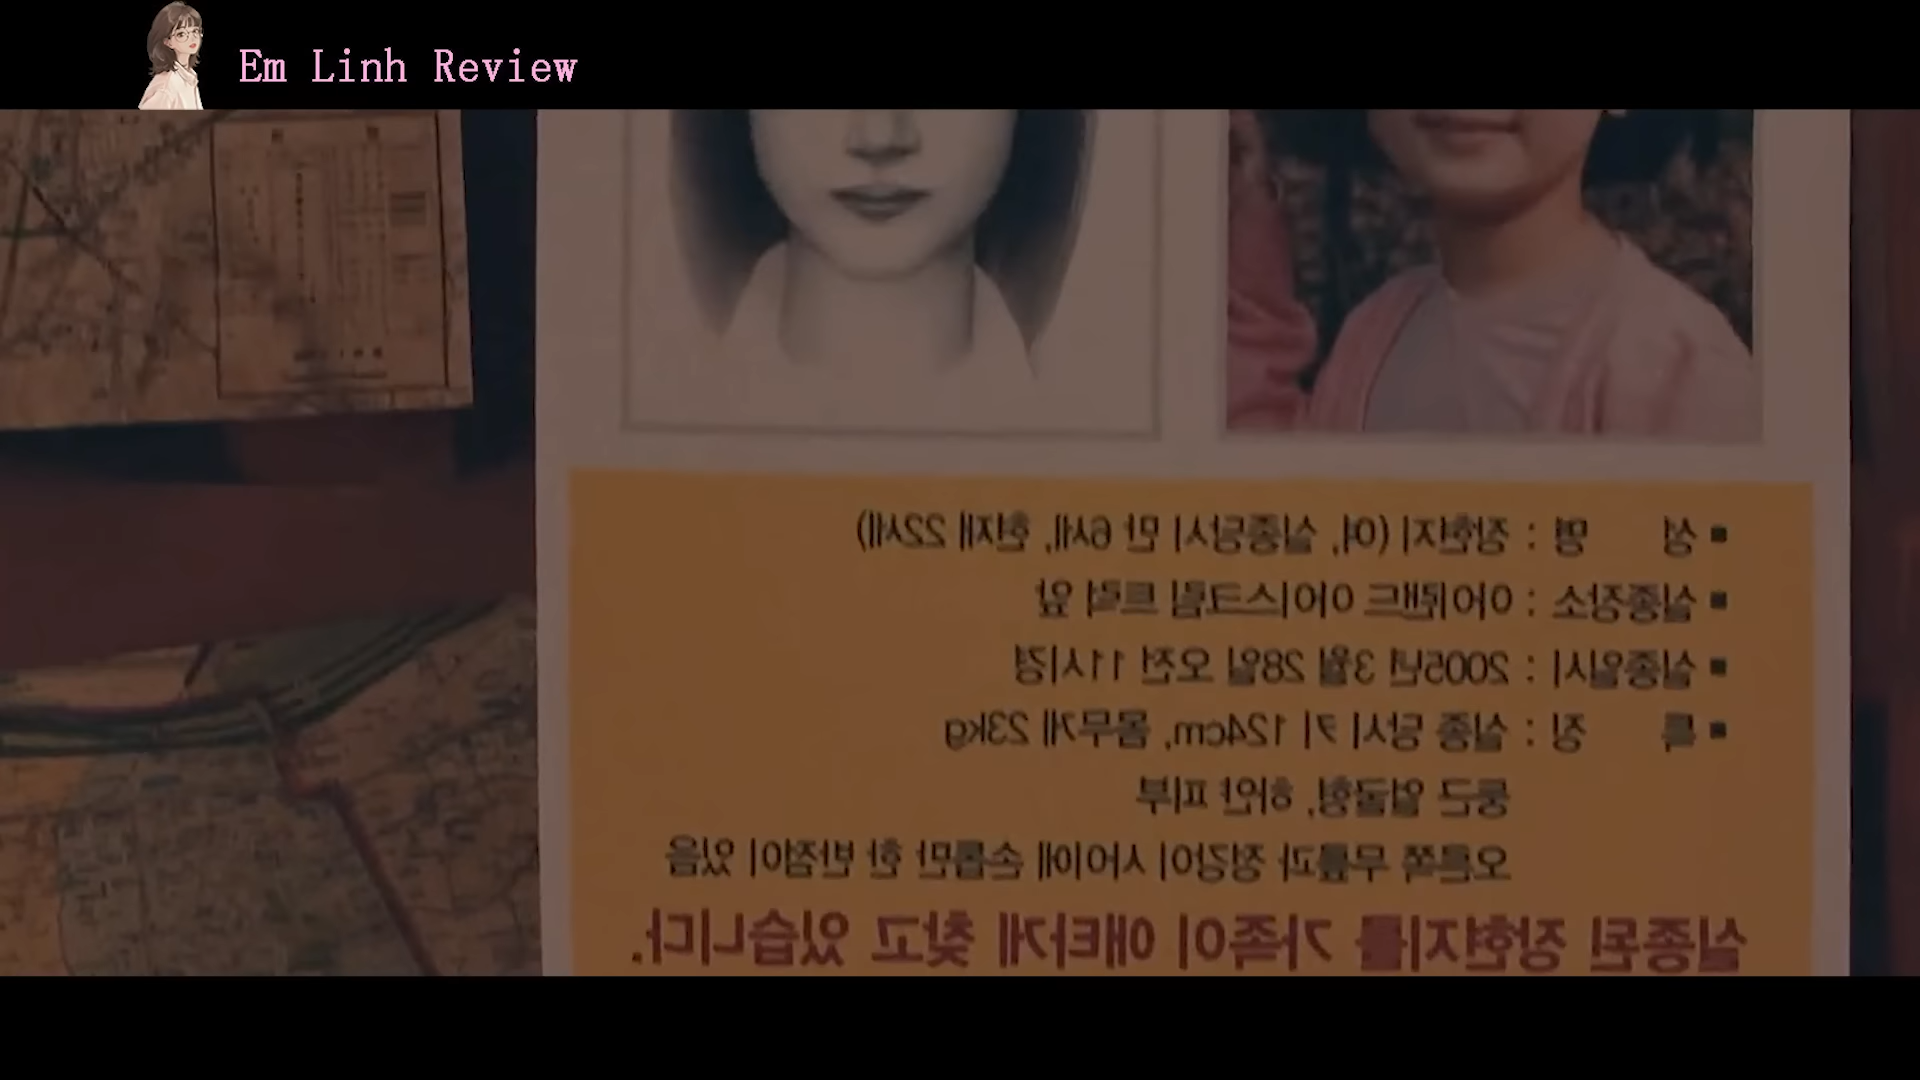 Em Linh Review
▪ 성 명 : 장현지 (여, 실종당시 만 6세, 현재 22세)
▪ 실종장소 : 아이랜드 아이스크림 트럭 앞
▪ 실종일시 : 2005년 3월 28일 오전 11시경
▪ 특 징 : 실종 당시 키 124cm, 몸무게 23kg
둥근 얼굴형, 하얀 피부
오른쪽 무릎과 정강이 사이에 손톱만 한 반점이 있음
실종된 장현지를 가족이 애타게 찾고 있습니다.